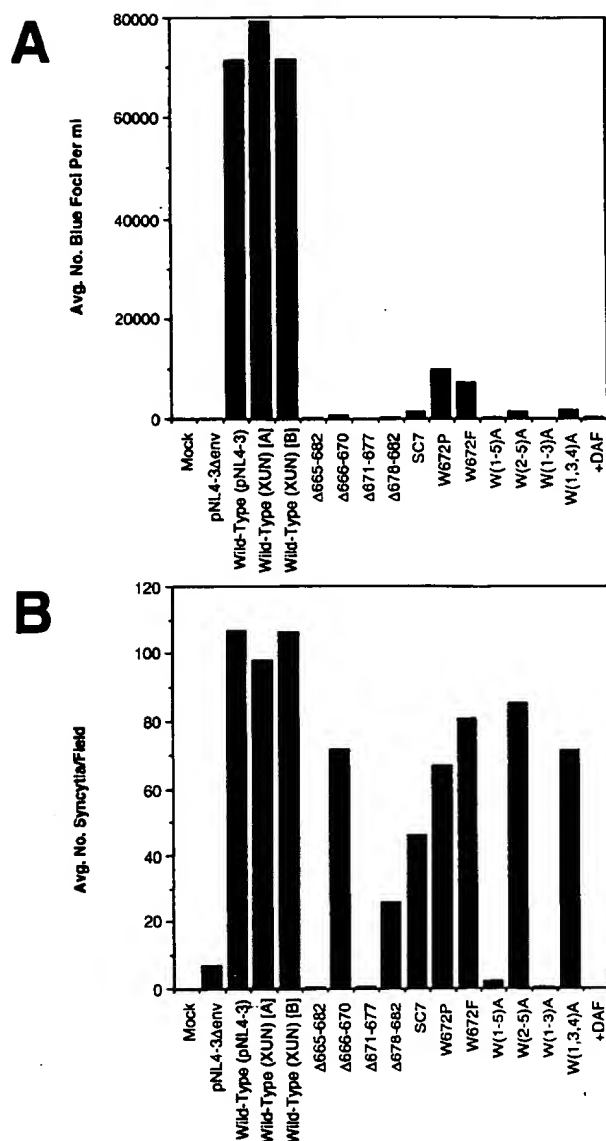 A
80000
60000
40000
20000
0
Avg. No. Blue Foci Per ml
Mock
pNL4-3Δenv
Wild-Type (pNL4-3)
Wild-Type (XUN) [A]
Wild-Type (XUN) [B]
Δ665-682
Δ666-670
Δ671-677
Δ678-682
SC7
W672P
W672F
W(1-5)A
W(2-5)A
W(1-3)A
W(1,3,4)A
+DAF
B
120
100
80
60
40
20
0
Avg. No. Syncytia/Field
Mock
pNL4-3Δenv
Wild-Type (pNL4-3)
Wild-Type (XUN) [A]
Wild-Type (XUN) [B]
Δ665-682
Δ666-670
Δ671-677
Δ678-682
SC7
W672P
W672F
W(1-5)A
W(2-5)A
W(1-3)A
W(1,3,4)A
+DAF